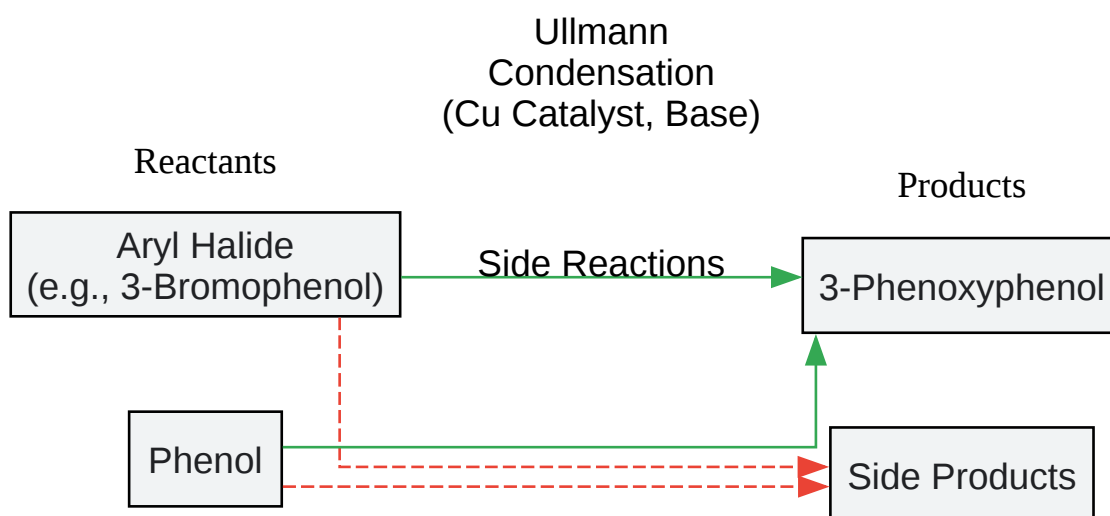 Ullmann
Condensation
(Cu Catalyst, Base)
Reactants
Products
Aryl Halide
(e.g., 3-Bromophenol)
Side Reactions
3-Phenoxyphenol
Phenol
Side Products